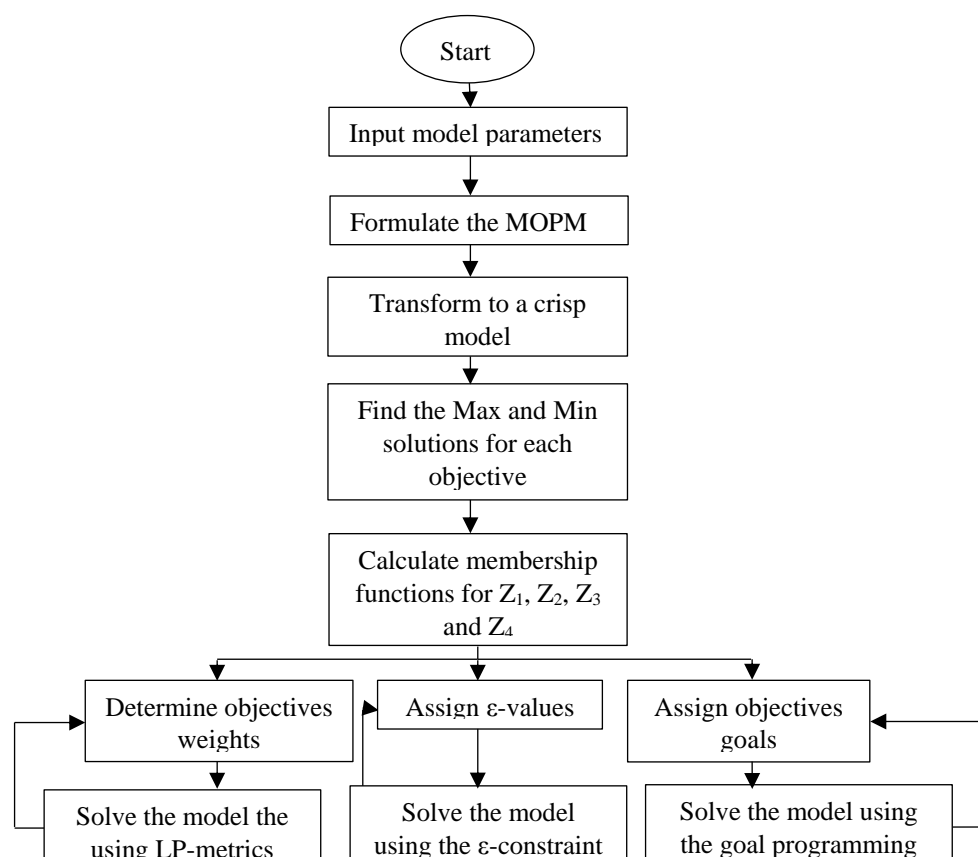 Start
Input model parameters
Formulate the MOPM
Transform to a crisp
model
Find the Max and Min
solutions for each
objective
Calculate membership
functions for Z₁, Z₂, Z₃
and Z₄
Determine objectives
weights
Assign ε-values
Assign objectives
goals
Solve the model the
using LP-metrics
Solve the model
using the ε-constraint
Solve the model using
the goal programming